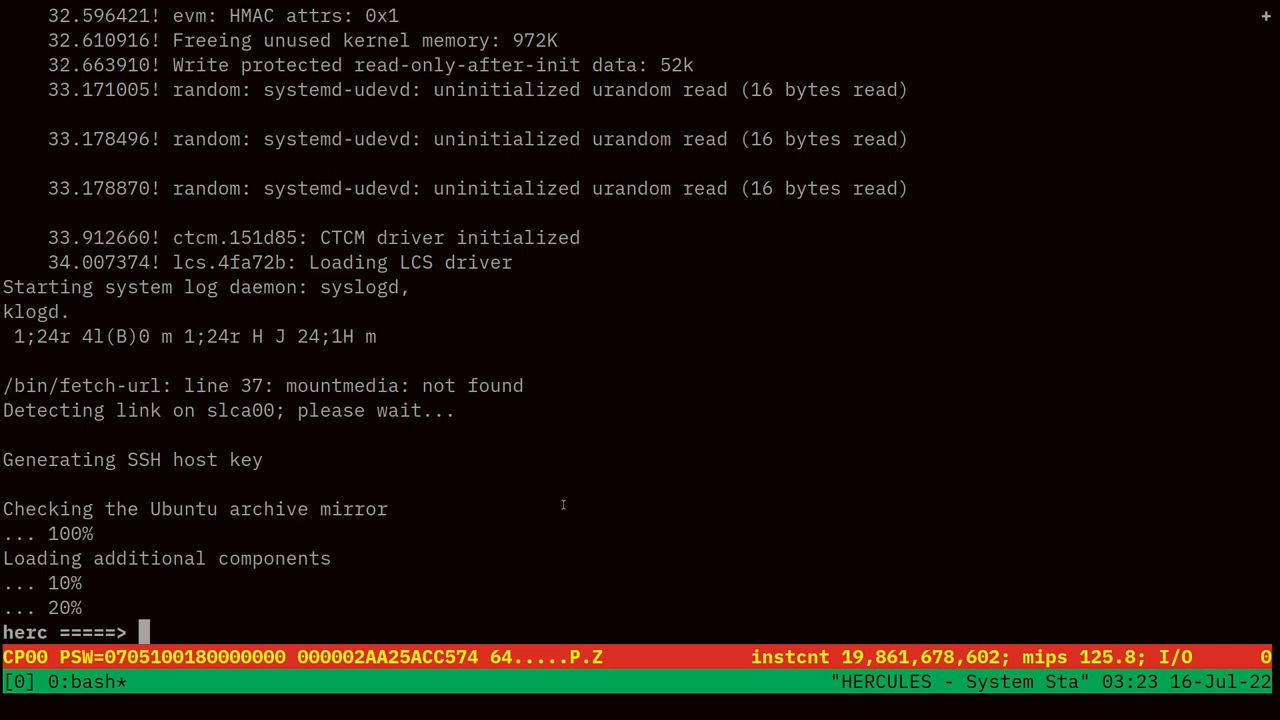 32.596421! evm: HMAC attrs: 0x1 +
32.610916! Freeing unused kernel memory: 972K
32.663910! Write protected read-only-after-init data: 52k
33.171005! random: systemd-udevd: uninitialized urandom read (16 bytes read)
33.178496! random: systemd-udevd: uninitialized urandom read (16 bytes read)
33.178870! random: systemd-udevd: uninitialized urandom read (16 bytes read)
33.912660! ctcm.151d85: CTCM driver initialized
34.007374! lcs.4fa72b: Loading LCS driver
Starting system log daemon: syslogd,
klogd.
1;24r 4l(B)0 m 1;24r H J 24;1H m
/bin/fetch-url: line 37: mountmedia: not found
Detecting link on slca00; please wait...
Generating SSH host key
Checking the Ubuntu archive mirror
... 100%
Loading additional components
... 10%
... 20%
herc =====>
CP00 PSW=0705100180000000 000002AA25ACC574 64.....P.Z instcnt 19,861,678,602; mips 125.8; I/O 0
[0] 0:bash* "HERCULES - System Sta" 03:23 16-Jul-22